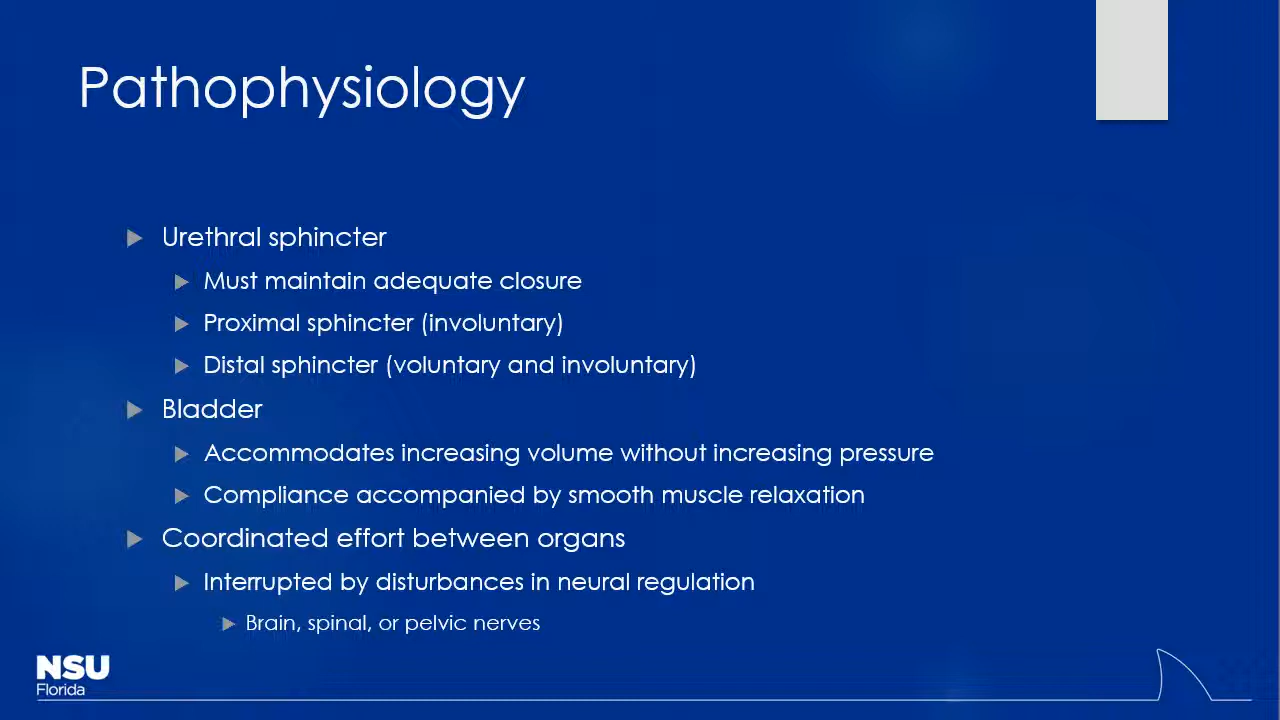 Pathophysiology
Urethral sphincter
Must maintain adequate closure
Proximal sphincter (involuntary)
Distal sphincter (voluntary and involuntary)
Bladder
Accommodates increasing volume without increasing pressure
Compliance accompanied by smooth muscle relaxation
Coordinated effort between organs
Interrupted by disturbances in neural regulation
Brain, spinal, or pelvic nerves
NSU
Florida